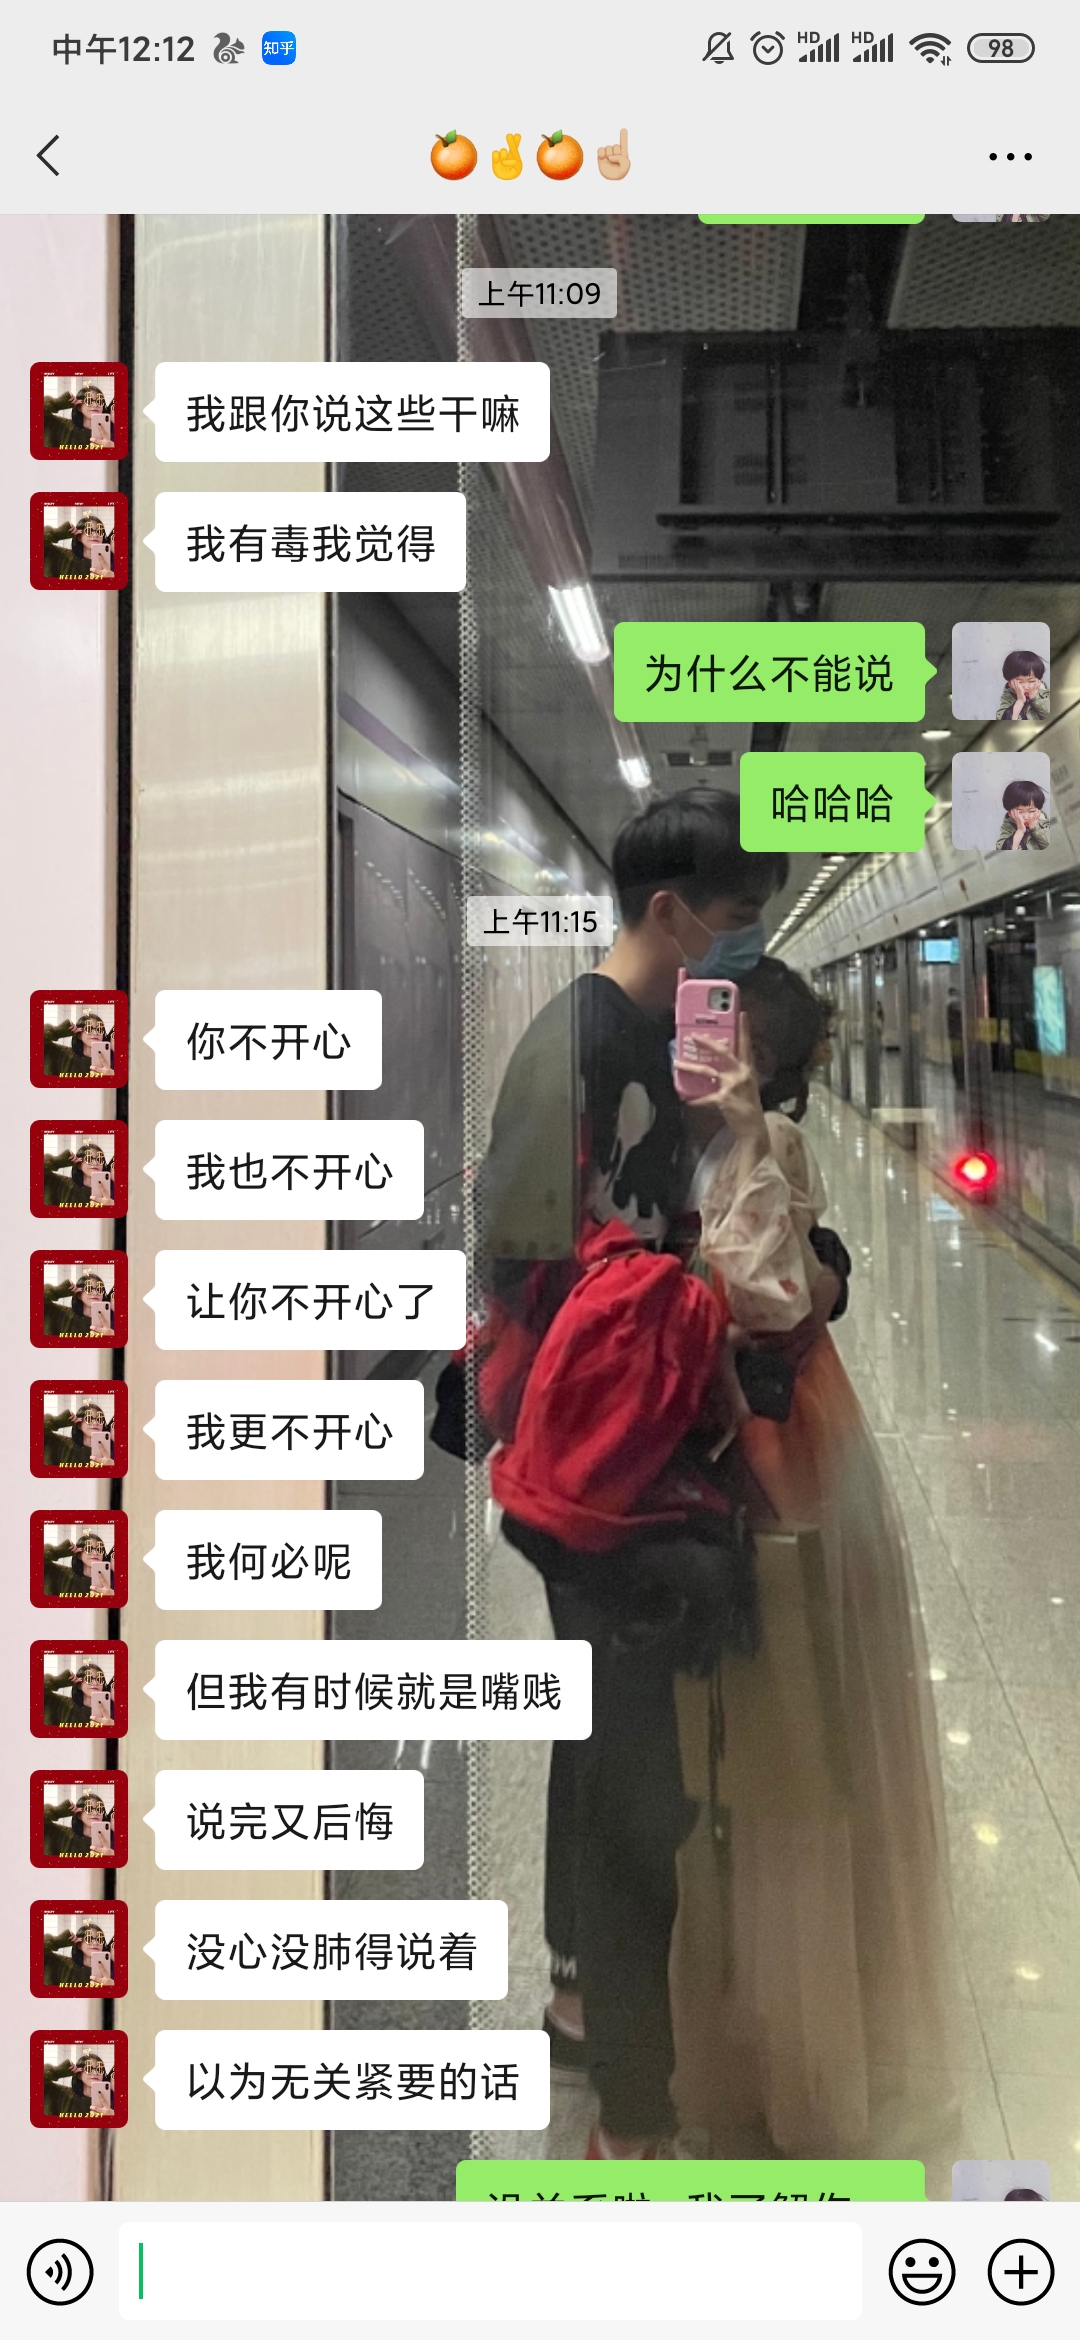 中午12:12
知乎
HD
HD
98
🍊🤞🍊☝🏼
上午11:09
我跟你说这些干嘛
我有毒我觉得
为什么不能说
哈哈哈
上午11:15
你不开心
我也不开心
让你不开心了
我更不开心
我何必呢
但我有时候就是嘴贱
说完又后悔
没心没肺得说着
以为无关紧要的话
HELLO 2021